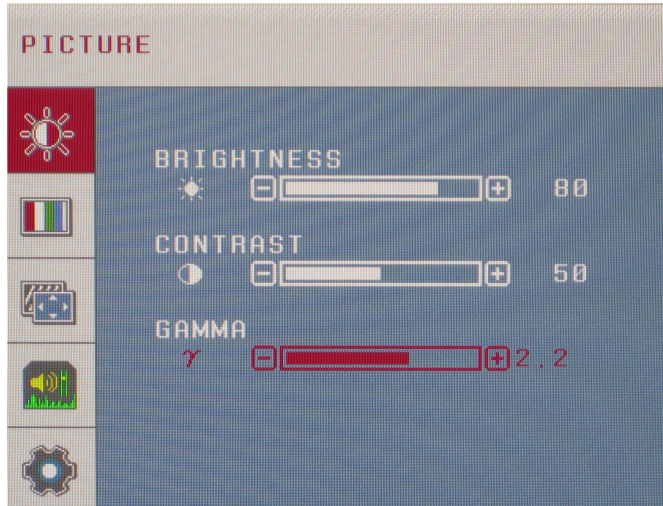 PICTURE
BRIGHTNESS
80
CONTRAST
50
GAMMA
γ 2.2